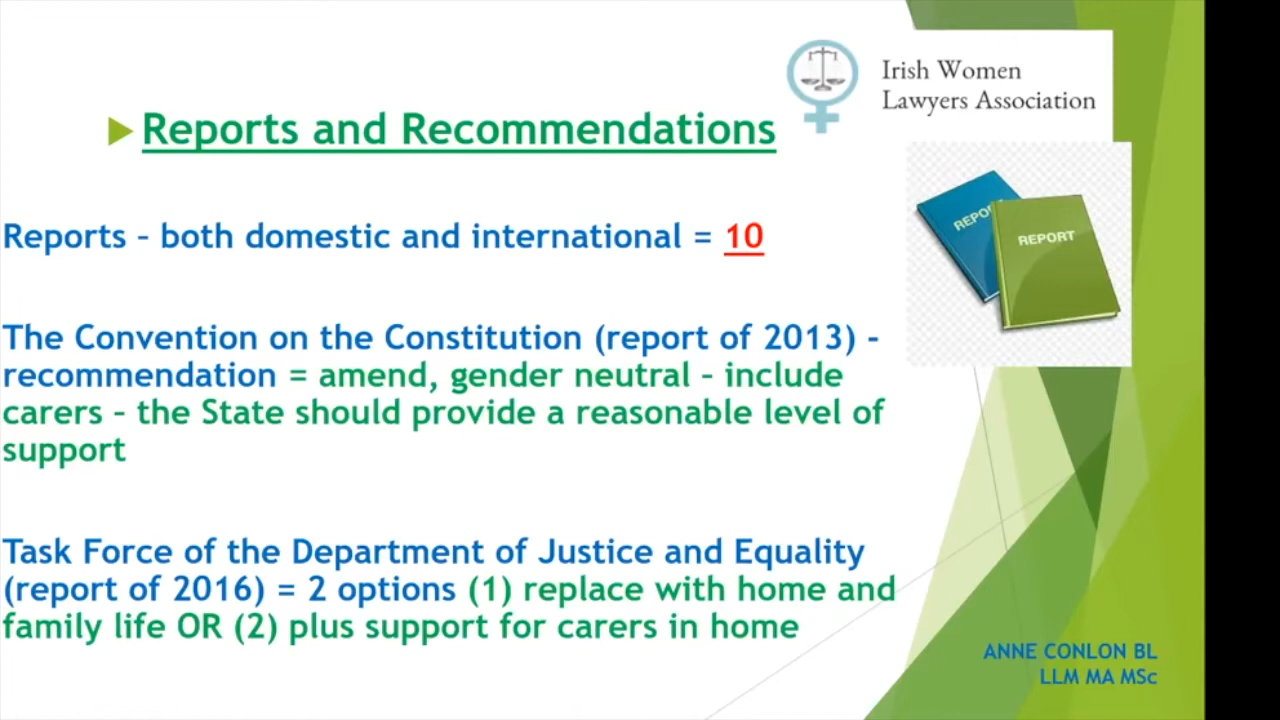 Irish Women
Lawyers Association
Reports and Recommendations
REPORT
REPORT
Reports – both domestic and international = 10
The Convention on the Constitution (report of 2013) –
recommendation = amend, gender neutral – include
carers – the State should provide a reasonable level of
support
Task Force of the Department of Justice and Equality
(report of 2016) = 2 options (1) replace with home and
family life OR (2) plus support for carers in home
ANNE CONLON BL
LLM MA MSc